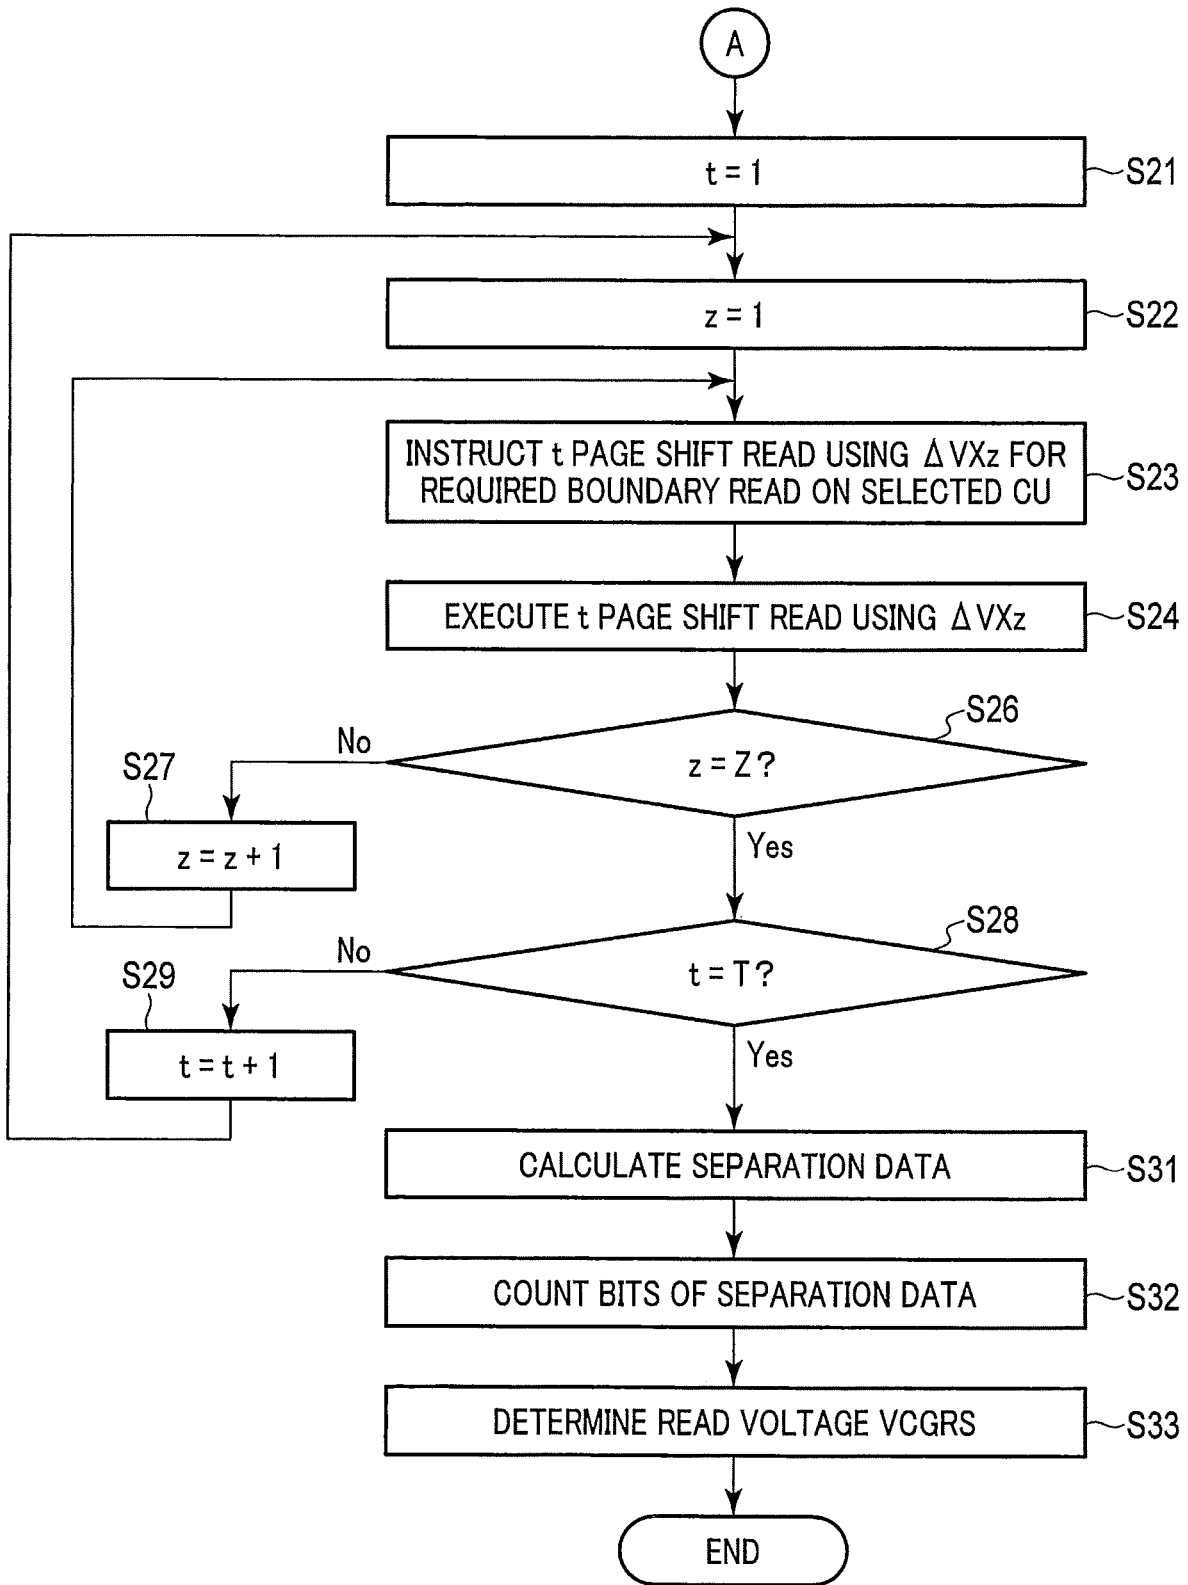 A
t = 1
S21
z = 1
S22
INSTRUCT t PAGE SHIFT READ USING ΔVXz FOR
REQUIRED BOUNDARY READ ON SELECTED CU
S23
EXECUTE t PAGE SHIFT READ USING ΔVXz
S24
S26
z = Z?
No
Yes
S27
z = z + 1
S28
t = T?
No
Yes
S29
t = t + 1
CALCULATE SEPARATION DATA
S31
COUNT BITS OF SEPARATION DATA
S32
DETERMINE READ VOLTAGE VCGRS
S33
END